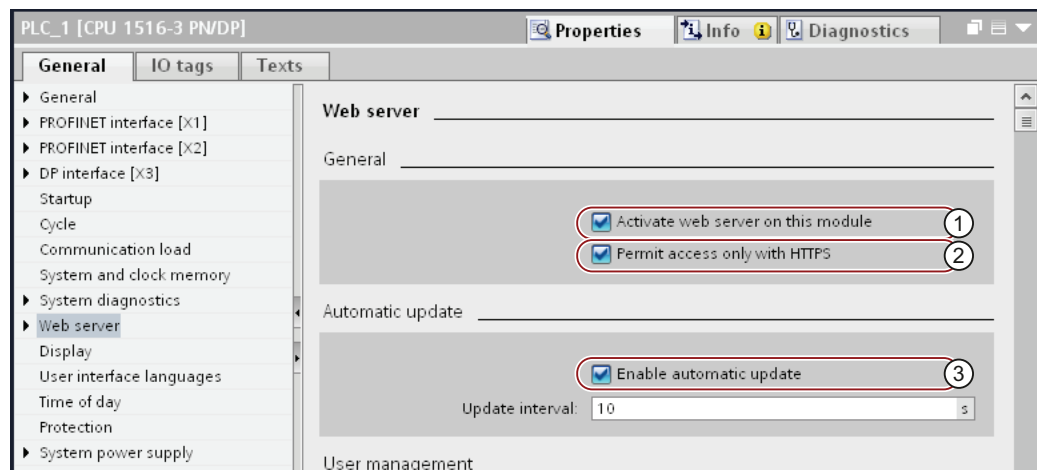 PLC_1 [CPU 1516-3 PN/DP]
Properties
Info
Diagnostics
General
IO tags
Texts
General
PROFINET interface [X1]
PROFINET interface [X2]
DP interface [X3]
Startup
Cycle
Communication load
System and clock memory
System diagnostics
Web server
Display
User interface languages
Time of day
Protection
System power supply
Web server
General
Activate web server on this module
1
Permit access only with HTTPS
2
Automatic update
Enable automatic update
3
Update interval: 10 s
User management